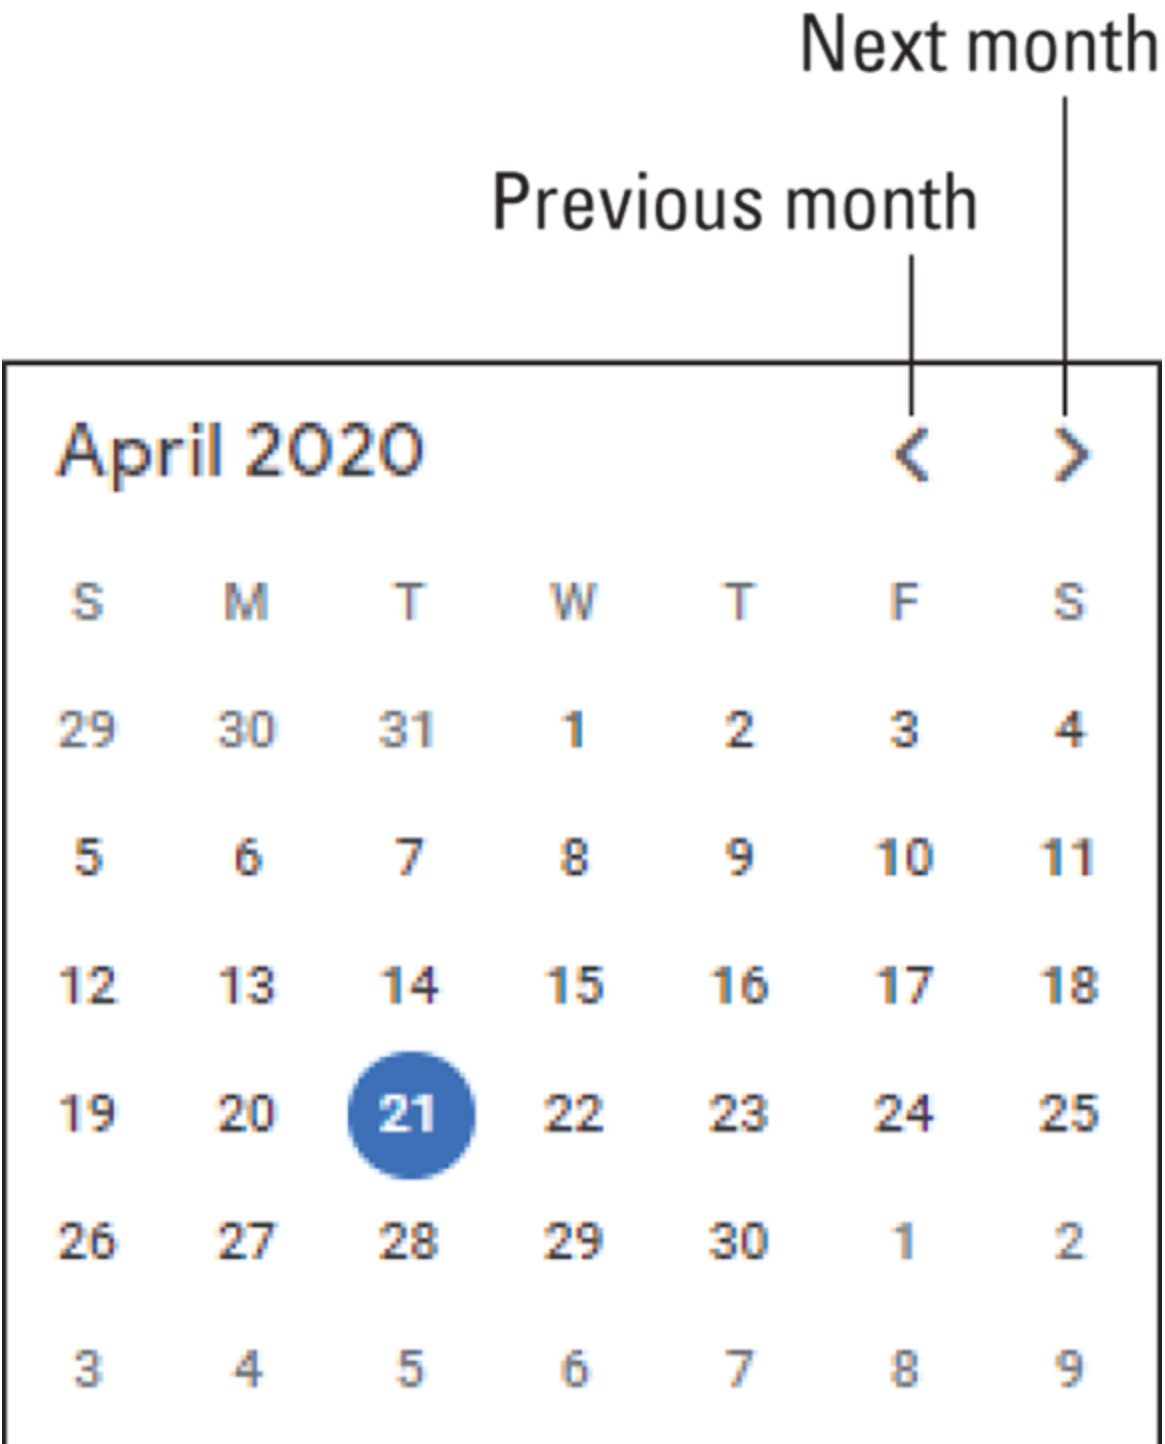 Next month
Previous month
April 2020 < >
S M T W T F S
29 30 31 1 2 3 4
5 6 7 8 9 10 11
12 13 14 15 16 17 18
19 20 21 22 23 24 25
26 27 28 29 30 1 2
3 4 5 6 7 8 9